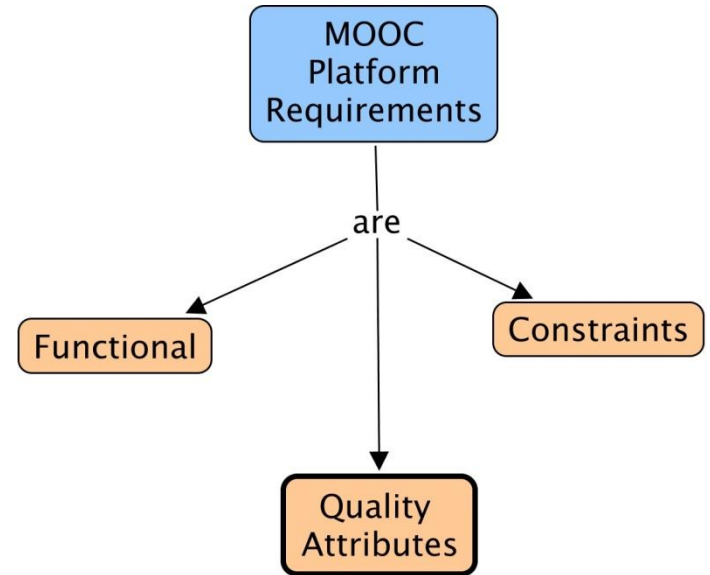 MOOC
Platform
Requirements
are
Functional
Constraints
Quality
Attributes